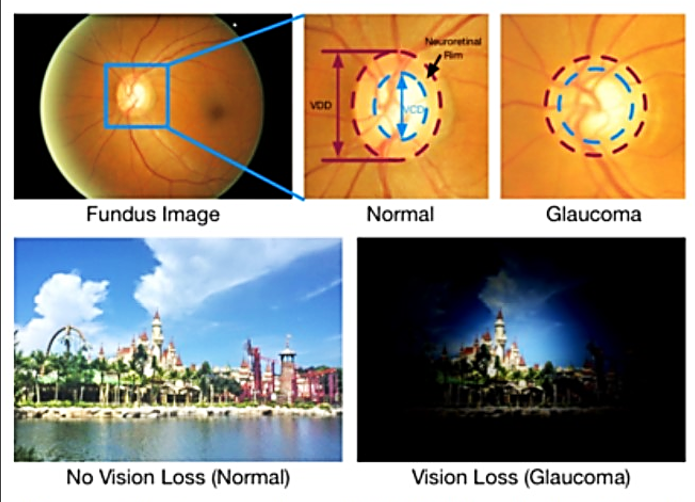 Neuroretinal
Rim
VDD
VCD
Fundus Image
Normal
Glaucoma
No Vision Loss (Normal)
Vision Loss (Glaucoma)